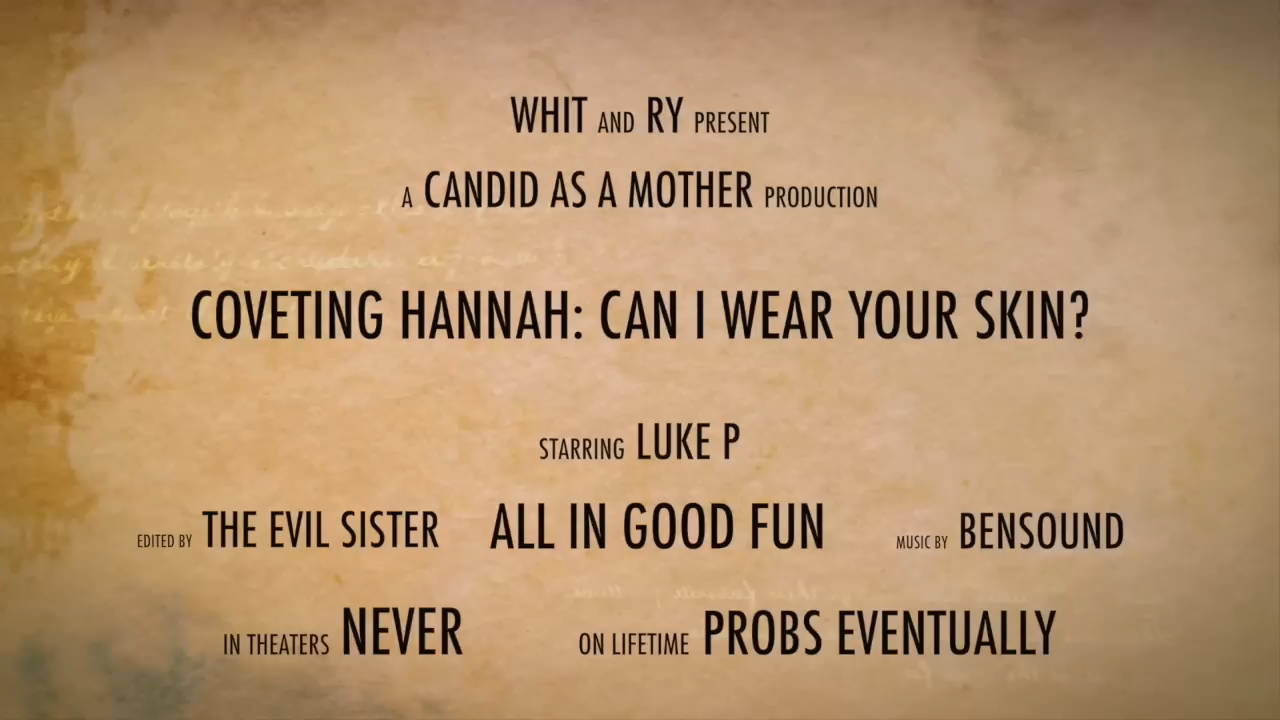 WHIT AND RY PRESENT
A CANDID AS A MOTHER PRODUCTION
COVETING HANNAH: CAN I WEAR YOUR SKIN?
STARRING LUKE P
EDITED BY THE EVIL SISTER ALL IN GOOD FUN MUSIC BY BENSOUND
IN THEATERS NEVER ON LIFETIME PROBS EVENTUALLY